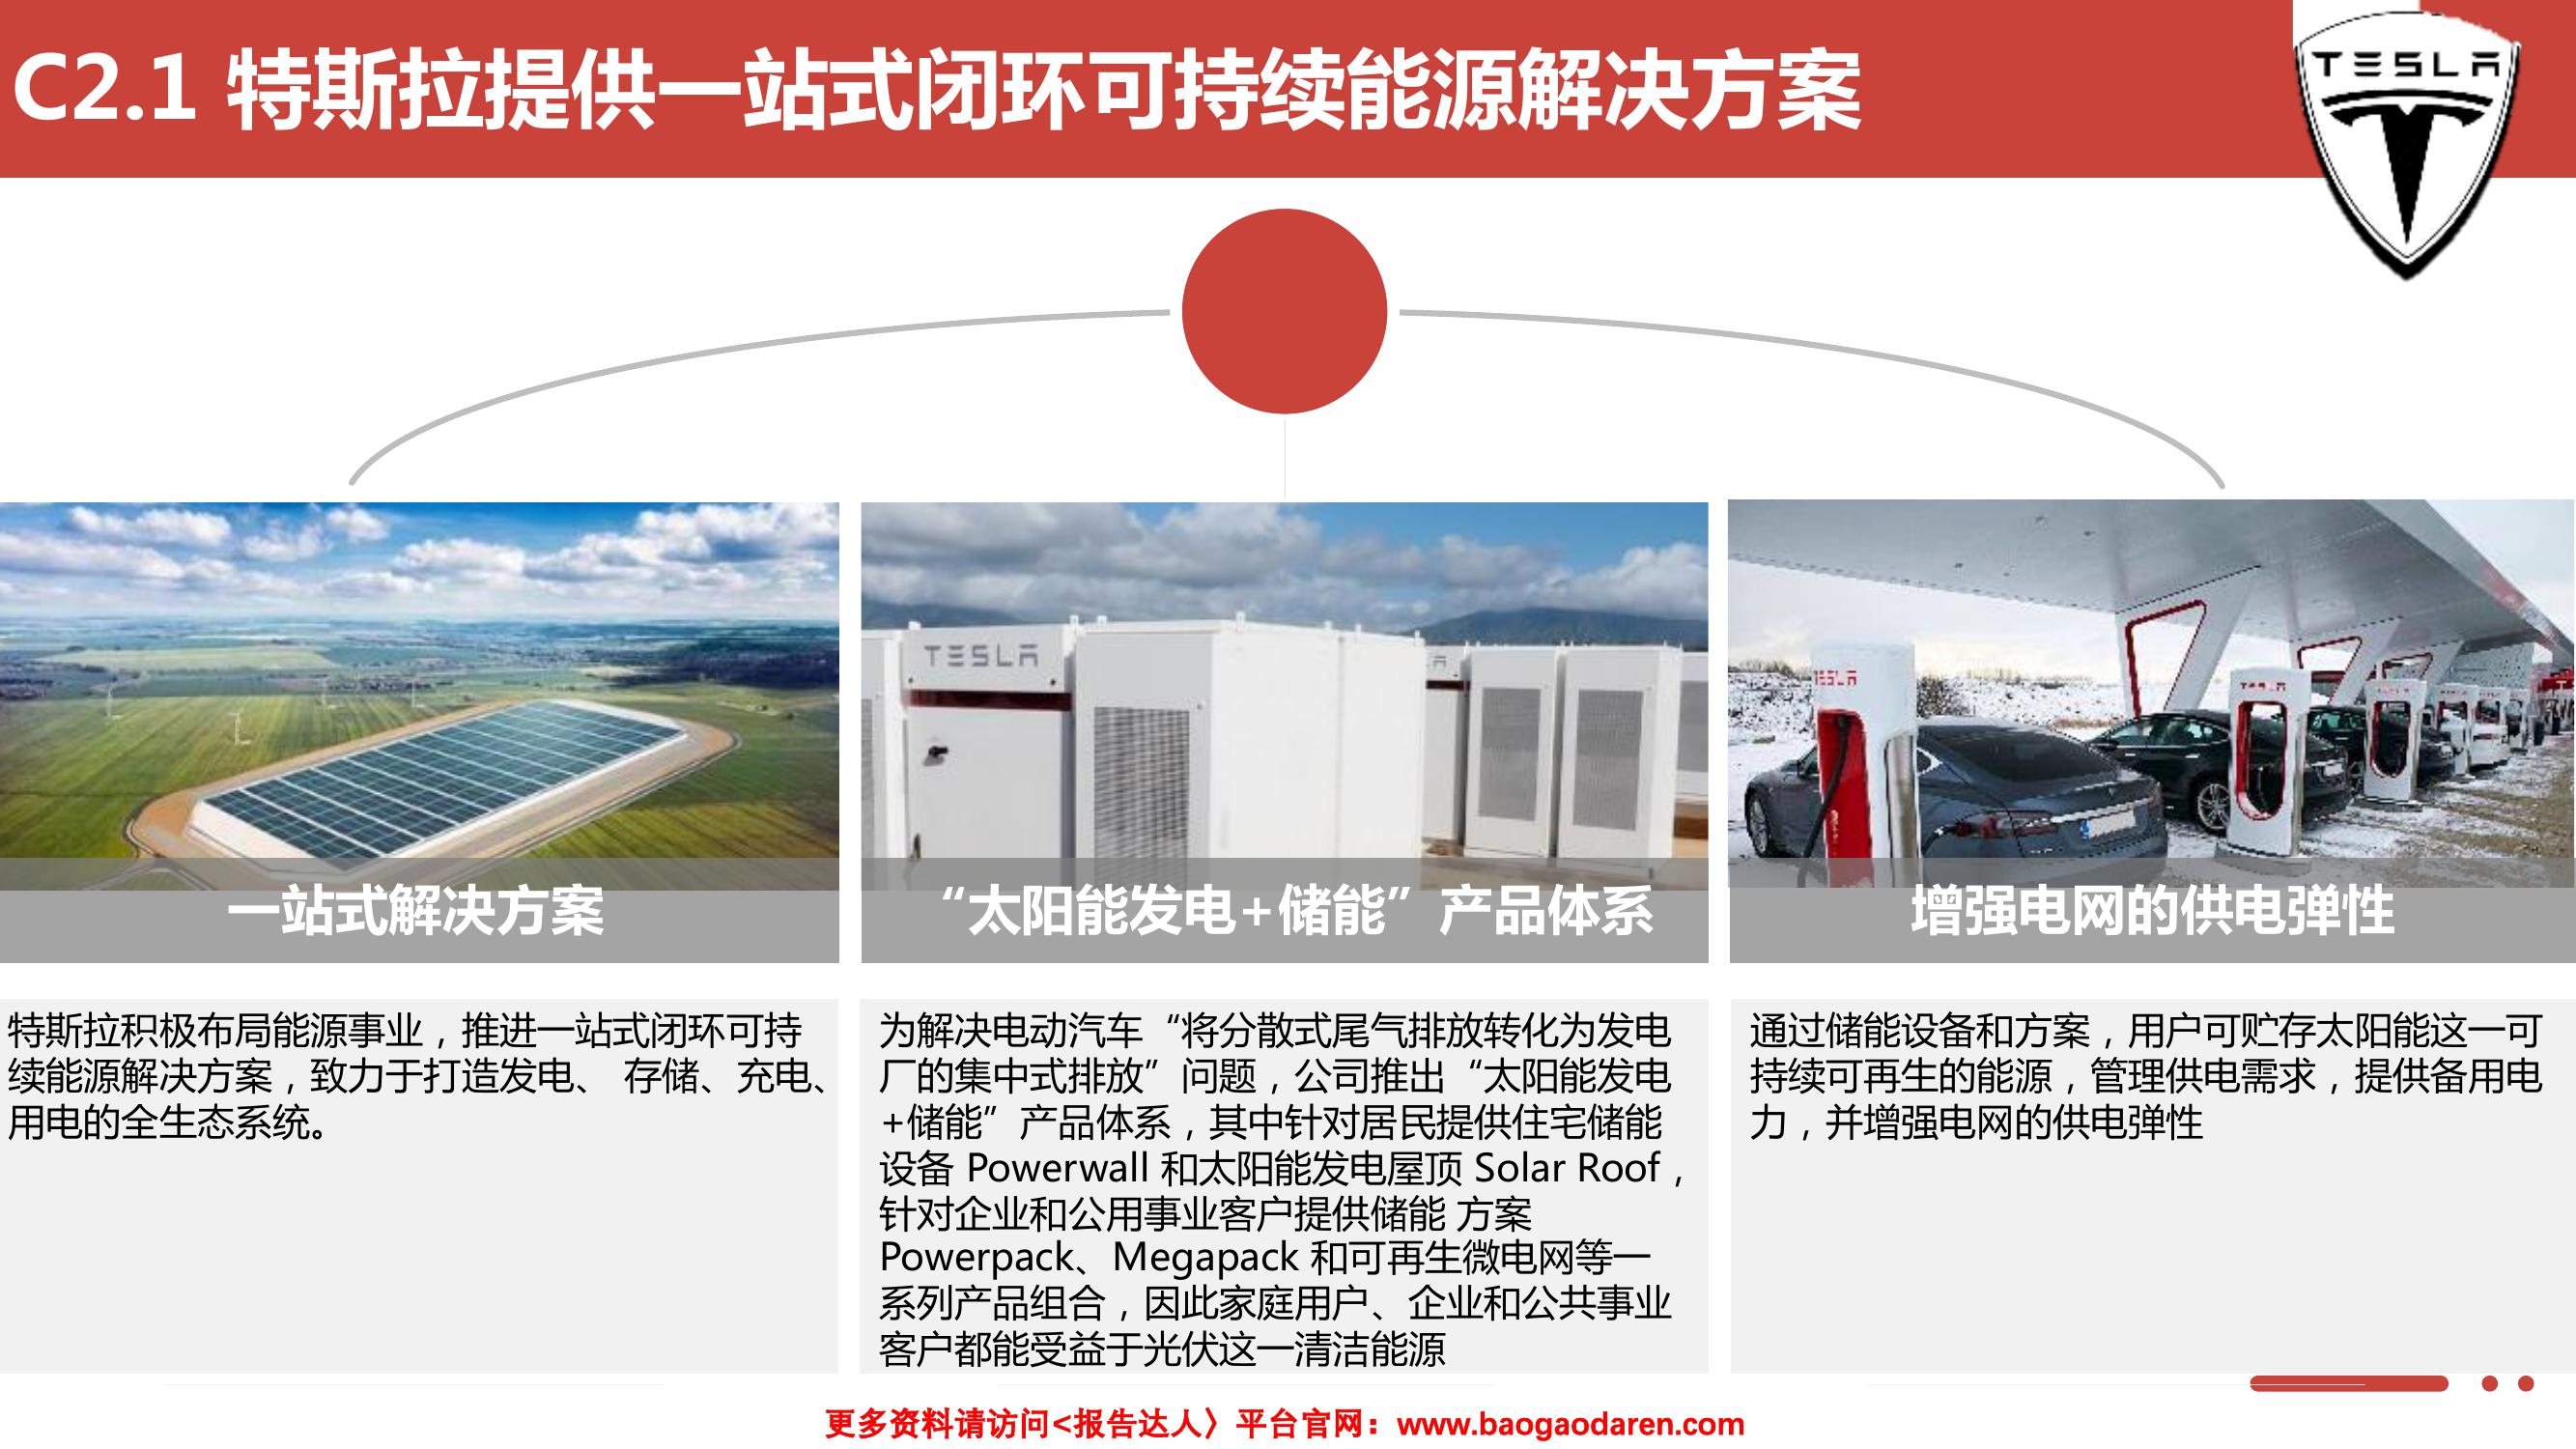 C2.1 特斯拉提供一站式闭环可持续能源解决方案
TESLA
TESLA
TESLA
TESLA
TESLA
一站式解决方案
“太阳能发电+储能”产品体系
增强电网的供电弹性
特斯拉积极布局能源事业，推进一站式闭环可持
续能源解决方案，致力于打造发电、 存储、充电、
用电的全生态系统。
为解决电动汽车“将分散式尾气排放转化为发电
厂的集中式排放”问题，公司推出“太阳能发电
+储能”产品体系，其中针对居民提供住宅储能
设备 Powerwall 和太阳能发电屋顶 Solar Roof，
针对企业和公用事业客户提供储能 方案
Powerpack、Megapack 和可再生微电网等一
系列产品组合，因此家庭用户、企业和公共事业
客户都能受益于光伏这一清洁能源
通过储能设备和方案，用户可贮存太阳能这一可
持续可再生的能源，管理供电需求，提供备用电
力，并增强电网的供电弹性
更多资料请访问<报告达人〉平台官网：www.baogaodaren.com